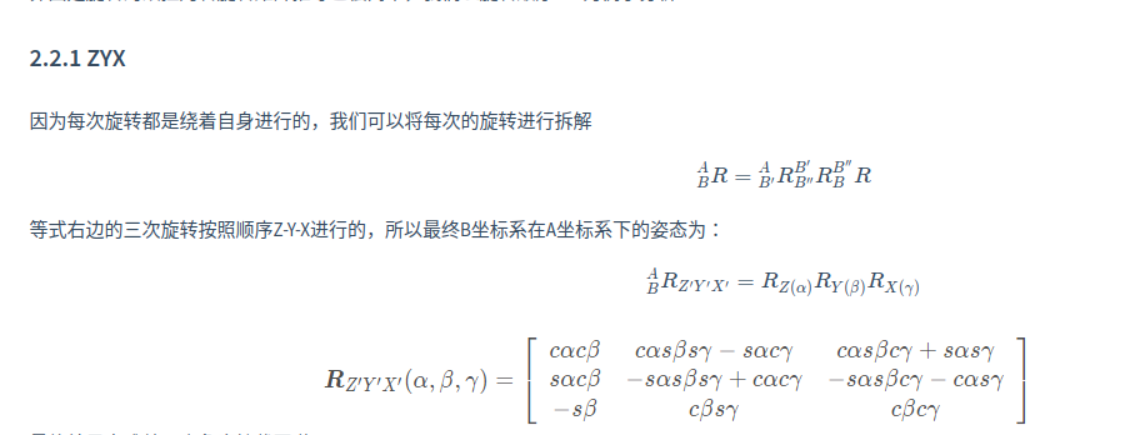 2.2.1 ZYX
因为每次旋转都是绕着自身进行的，我们可以将每次的旋转进行拆解
${}^{A}_{B}R = {}^{A}_{B'}R {}^{B'}_{B''}R {}^{B''}_{B}R$
等式右边的三次旋转按照顺序Z-Y-X进行的，所以最终B坐标系在A坐标系下的姿态为：
${}^{A}_{B}R_{Z'Y'X'} = R_{Z(\alpha)}R_{Y(\beta)}R_{X(\gamma)}$
$\boldsymbol{R}_{Z'Y'X'}(\alpha, \beta, \gamma) = \begin{bmatrix} c\alpha c\beta & c\alpha s\beta s\gamma - s\alpha c\gamma & c\alpha s\beta c\gamma + s\alpha s\gamma \\ s\alpha c\beta & -s\alpha s\beta s\gamma + c\alpha c\gamma & -s\alpha s\beta c\gamma - c\alpha s\gamma \\ -s\beta & c\beta s\gamma & c\beta c\gamma \end{bmatrix}$